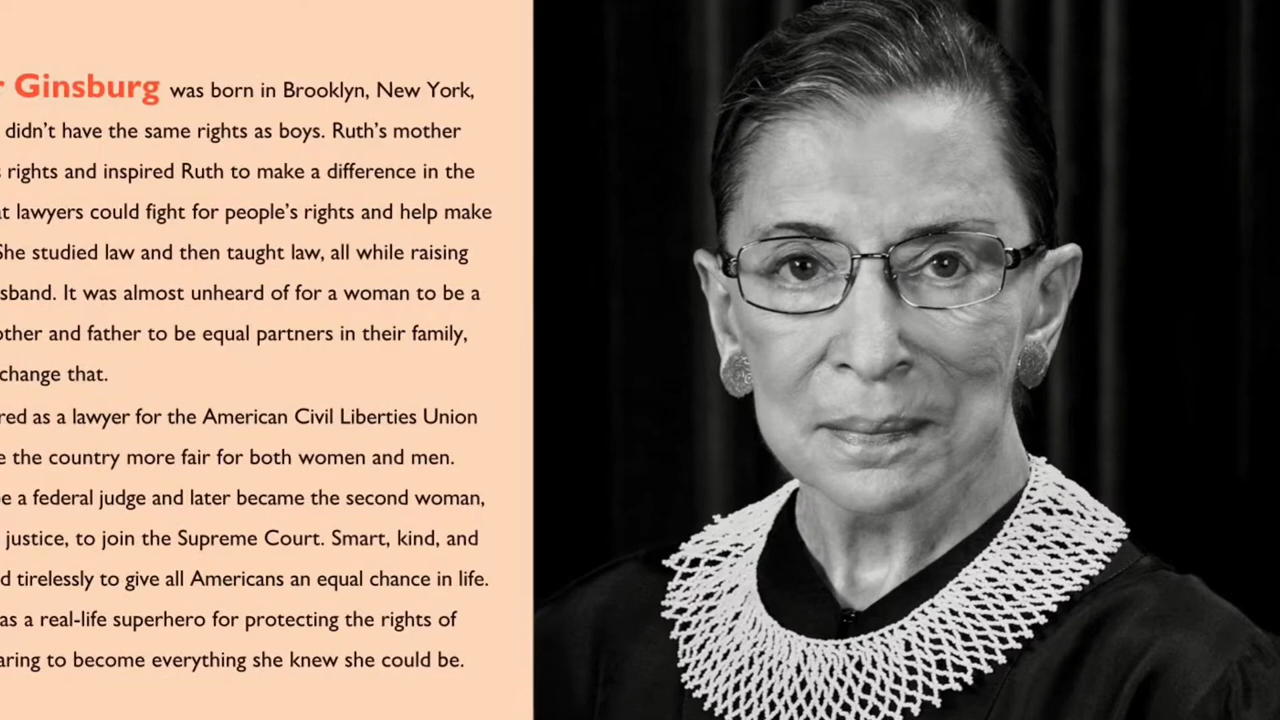 Ginsburg was born in Brooklyn, New York,
didn't have the same rights as boys. Ruth's mother
rights and inspired Ruth to make a difference in the
lawyers could fight for people's rights and help make
She studied law and then taught law, all while raising
It was almost unheard of for a woman to be a
and father to be equal partners in their family,
change that.
as a lawyer for the American Civil Liberties Union
the country more fair for both women and men.
a federal judge and later became the second woman,
justice, to join the Supreme Court. Smart, kind, and
tirelessly to give all Americans an equal chance in life.
as a real-life superhero for protecting the rights of
to become everything she knew she could be.